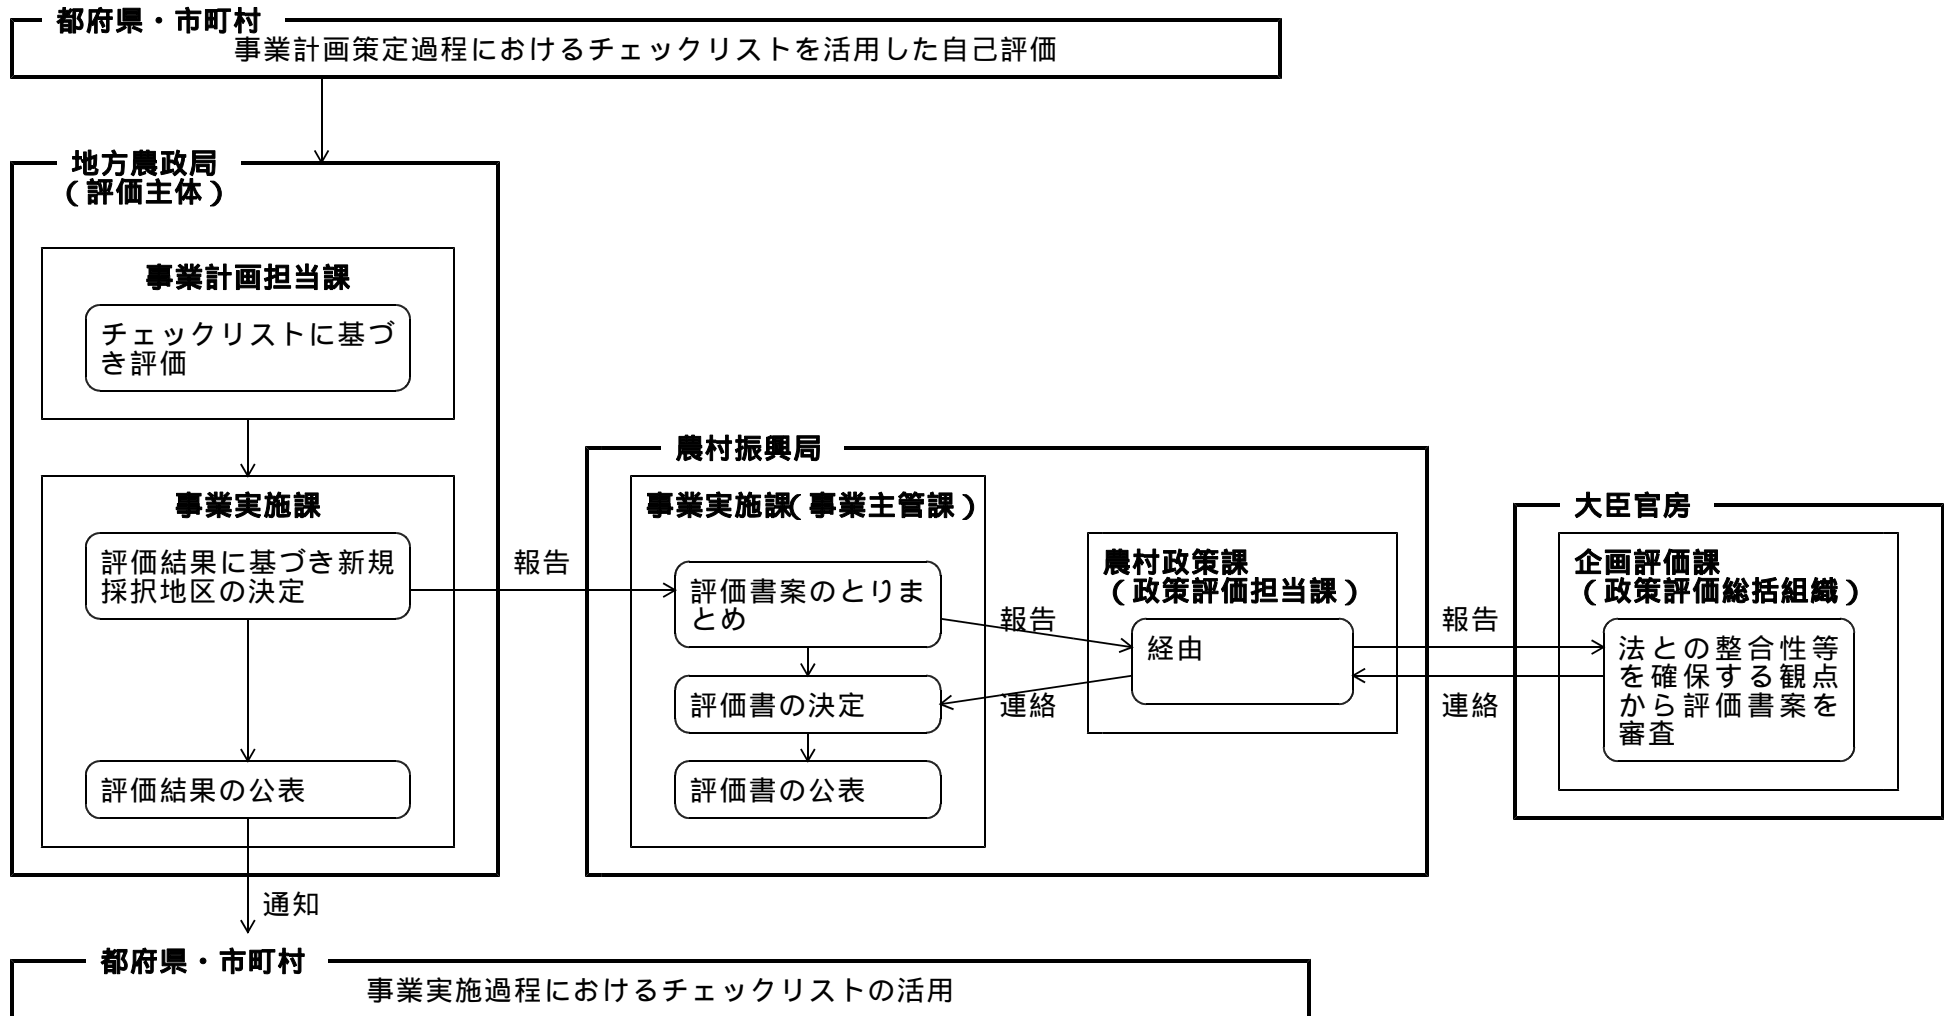 都府県・市町村
事業計画策定過程におけるチェックリストを活用した自己評価
地方農政局
（評価主体）
事業計画担当課
チェックリストに基づ
き評価
事業実施課
評価結果に基づき新規
採択地区の決定
評価結果の公表
報告
農村振興局
事業実施課（事業主管課）
評価書案のとりま
とめ
評価書の決定
評価書の公表
報告
連絡
農村政策課
（政策評価担当課）
経由
報告
連絡
大臣官房
企画評価課
（政策評価総括組織）
法との整合性等
を確保する観点
から評価書案を
審査
通知
都府県・市町村
事業実施過程におけるチェックリストの活用